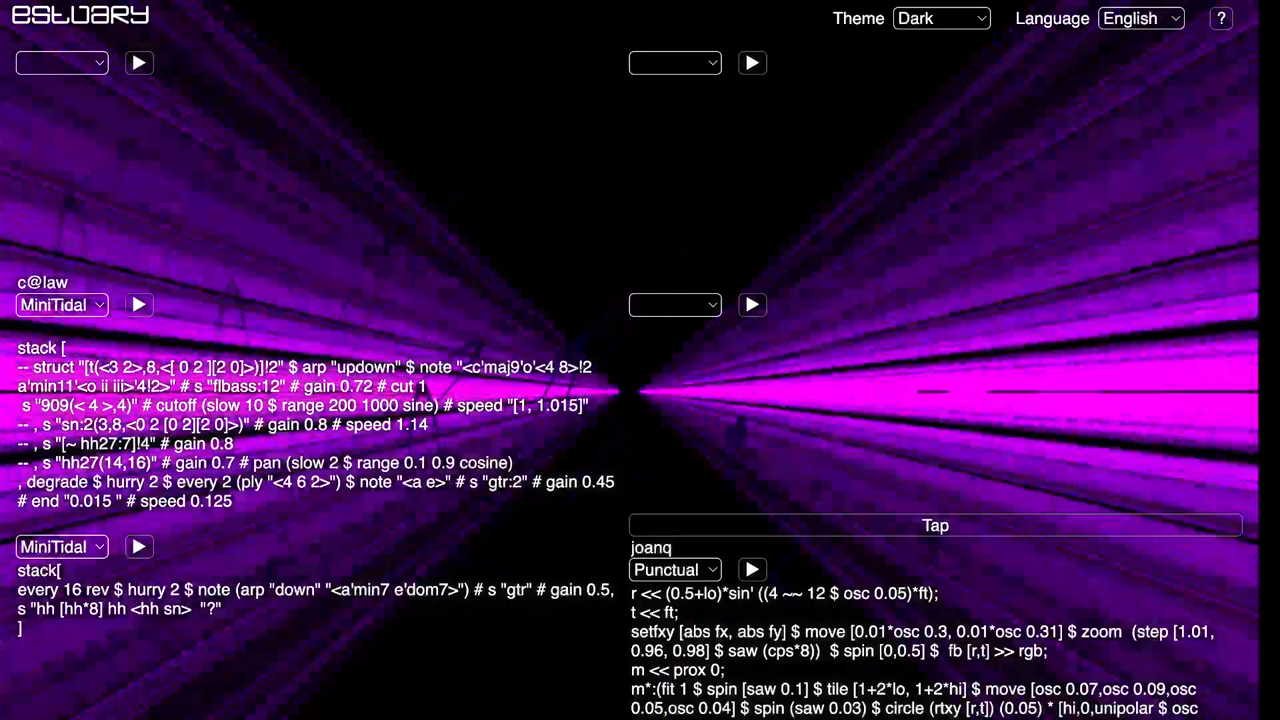 estuary
Theme Dark Language English ?
c@law
MiniTidal
stack [
-- struct "[t(<3 2>,8,<[ 0 2 ][2 0]>)]!2" $ arp "updown" $ note "<c'maj9'o'<4 8>!2
a'min11'<o ii iii>'4!2>" # s "flbass:12" # gain 0.72 # cut 1
s "909(< 4 >,4)" # cutoff (slow 10 $ range 200 1000 sine) # speed "[1, 1.015]"
-- , s "sn:2(3,8,<0 2 [0 2][2 0]>)" # gain 0.8 # speed 1.14
-- , s "[~ hh27:7]!4" # gain 0.8
-- , s "hh27(14,16)" # gain 0.7 # pan (slow 2 $ range 0.1 0.9 cosine)
, degrade $ hurry 2 $ every 2 (ply "<4 6 2>") $ note "<a e>" # s "gtr:2" # gain 0.45
# end "0.015 " # speed 0.125
MiniTidal
stack[
every 16 rev $ hurry 2 $ note (arp "down" "<a'min7 e'dom7>") # s "gtr" # gain 0.5,
s "hh [hh*8] hh <hh sn>  "?"
]
Tap
joanq
Punctual
r << (0.5+lo)*sin' ((4 ~~ 12 $ osc 0.05)*ft);
t << ft;
setfxy [abs fx, abs fy] $ move [0.01*osc 0.3, 0.01*osc 0.31] $ zoom  (step [1.01,
0.96, 0.98] $ saw (cps*8))  $ spin [0,0.5] $  fb [r,t] >> rgb;
m << prox 0;
m*:(fit 1 $ spin [saw 0.1] $ tile [1+2*lo, 1+2*hi] $ move [osc 0.07,osc 0.09,osc
0.05,osc 0.04] $ spin (saw 0.03) $ circle (rtxy [r,t]) (0.05) * [hi,0,unipolar $ osc